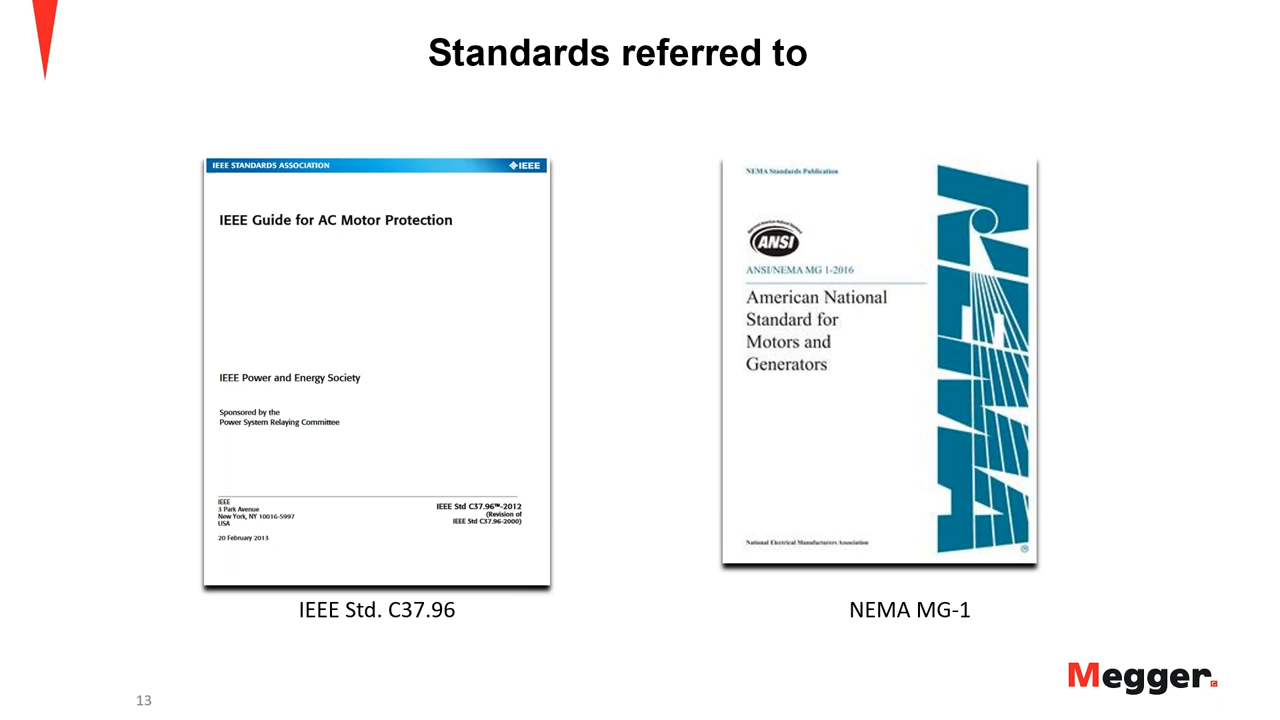 Standards referred to
IEEE STANDARDS ASSOCIATION
IEEE
IEEE Guide for AC Motor Protection
IEEE Power and Energy Society
Sponsored by the
Power System Relaying Committee
IEEE
3 Park Avenue
New York, NY 10016-5997
USA
20 February 2013
IEEE Std C37.96™-2012
(Revision of
IEEE Std C37.96-2000)
IEEE Std. C37.96
NEMA Standards Publication
ANSI
ANSI/NEMA MG 1-2016
American National
Standard for
Motors and
Generators
National Electrical Manufacturers Association
NEMA
®
NEMA MG-1
Megger
13